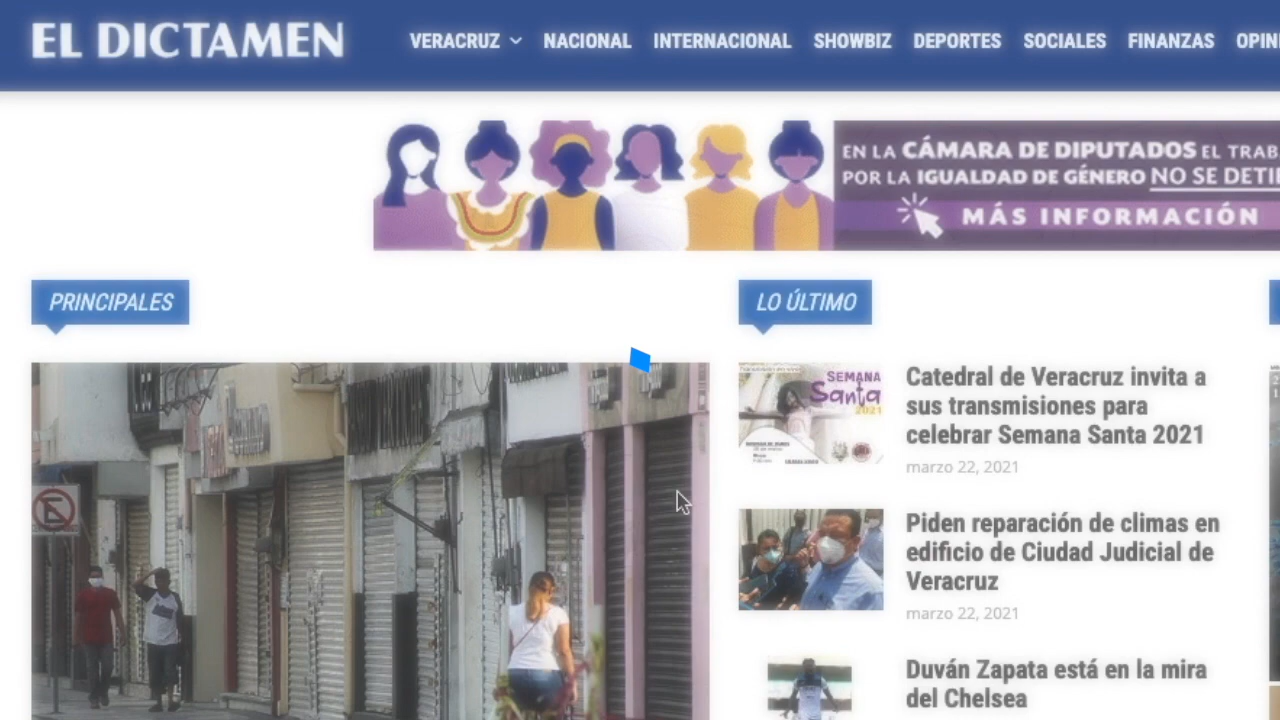 EL DICTAMEN
VERACRUZ NACIONAL INTERNACIONAL SHOWBIZ DEPORTES SOCIALES FINANZAS
EN LA CÁMARA DE DIPUTADOS EL
POR LA IGUALDAD DE GÉNERO NO SE
MÁS INFORMACIÓN
PRINCIPALES
LO ÚLTIMO
SEMANA
Santa
2021
Catedral de Veracruz invita a
sus transmisiones para
celebrar Semana Santa 2021
marzo 22, 2021
Piden reparación de climas en
edificio de Ciudad Judicial de
Veracruz
marzo 22, 2021
Duván Zapata está en la mira
del Chelsea